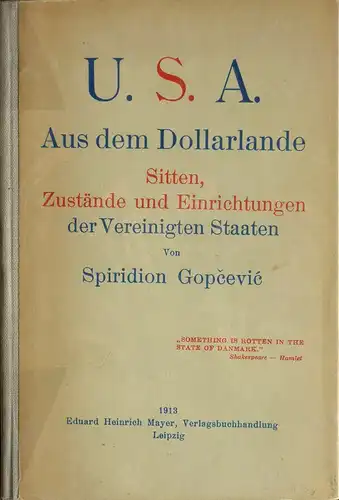 U. S. A.
Aus dem Dollarlande
Sitten,
Zustände und Einrichtungen
der Vereinigten Staaten
Von
Spiridion Gopčević
„SOMETHING IS ROTTEN IN THE
STATE OF DANMARK.“
Shakespeare — Hamlet
1913
Eduard Heinrich Mayer, Verlagsbuchhandlung
Leipzig